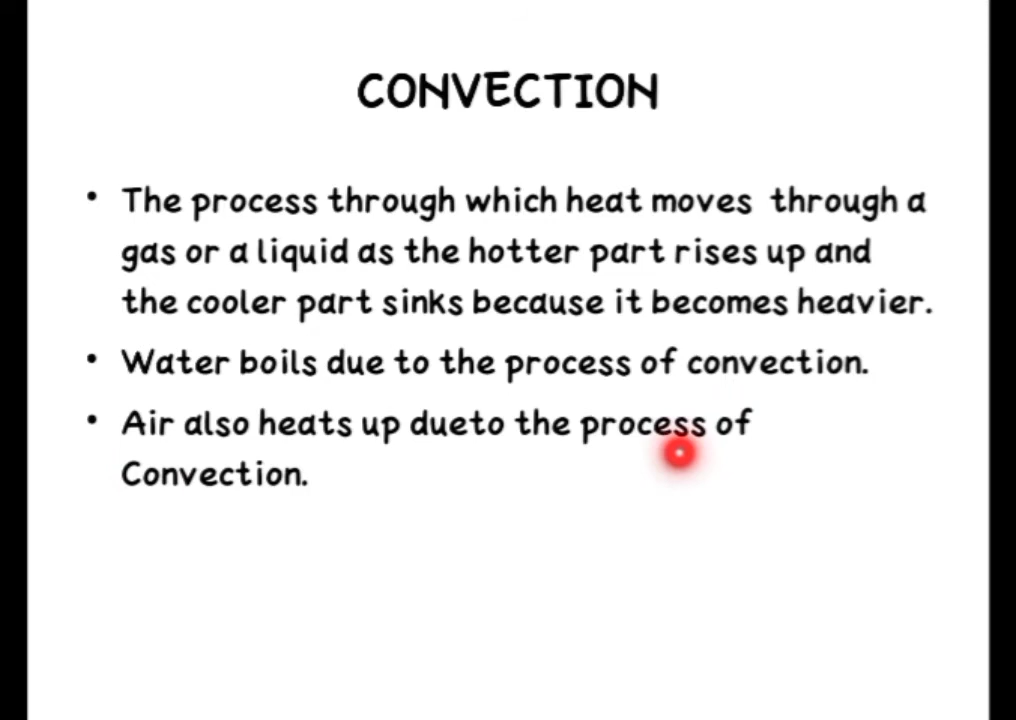 CONVECTION
• The process through which heat moves through a
gas or a liquid as the hotter part rises up and
the cooler part sinks because it becomes heavier.
• Water boils due to the process of convection.
• Air also heats up dueto the process of
Convection.